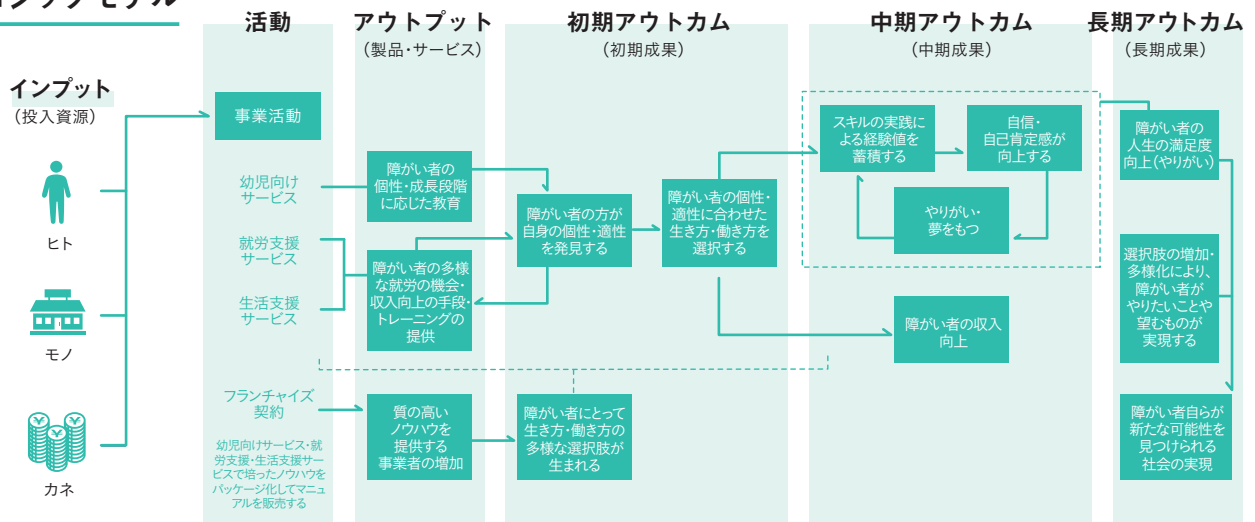 活動
アウトプット
(製品・サービス)
初期アウトカム
(初期成果)
中期アウトカム
(中期成果)
長期アウトカム
(長期成果)
インプット
(投入資源)
ヒト
モノ
カネ
事業活動
幼児向け
サービス
就労支援
サービス
生活支援
サービス
フランチャイズ
契約
幼児向けサービス・就
労支援・生活支援サー
ビスで培ったノウハウを
パッケージ化してマニュ
アルを販売する
障がい者の
個性・成長段階
に応じた教育
障がい者の多様
な就労の機会・
収入向上の手段・
トレーニングの
提供
質の高い
ノウハウを
提供する
事業者の増加
障がい者の方が
自身の個性・適性
を発見する
障がい者の個性・
適性に合わせた
生き方・働き方を
選択する
障がい者にとって
生き方・働き方の
多様な選択肢が
生まれる
スキルの実践に
よる経験値を
蓄積する
自信・
自己肯定感が
向上する
やりがい・
夢をもつ
障がい者の収入
向上
障がい者の
人生の満足度
向上(やりがい)
選択肢の増加・
多様化により、
障がい者が
やりたいことや
望むものが
実現する
障がい者自らが
新たな可能性を
見つけられる
社会の実現